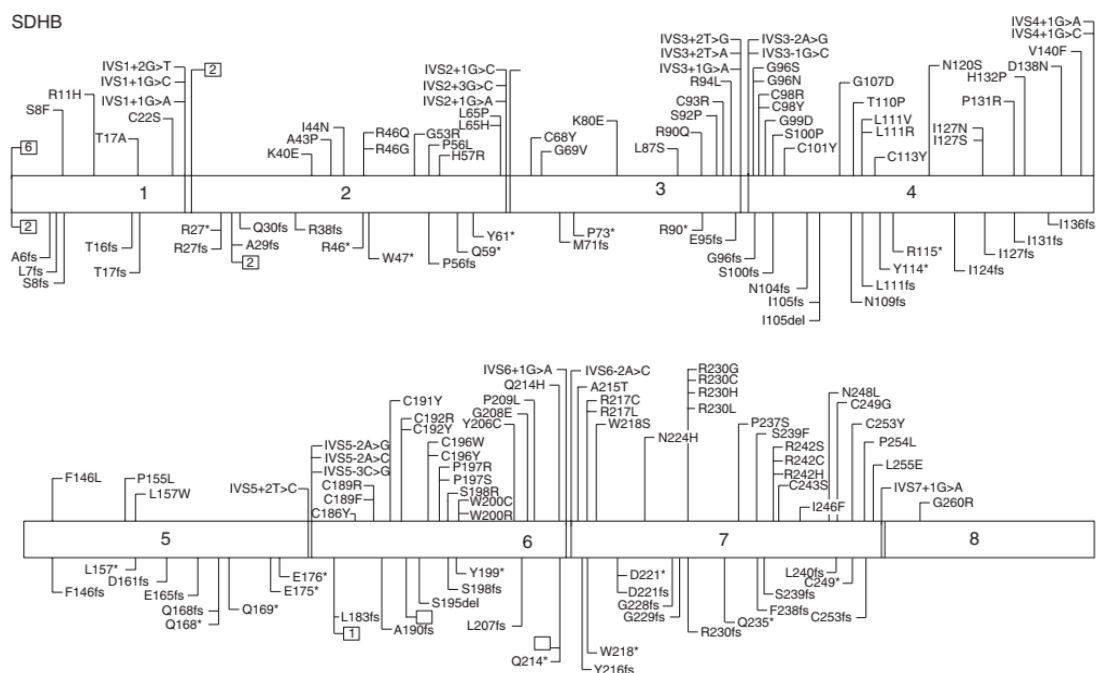 SDHB
IVS1+2G>T
IVS1+1G>C
IVS1+1G>A
R11H
S8F
C22S
T17A
6
2
I44N
A43P
K40E
R46Q
R46G
G53R
P56L
H57R
IVS2+1G>C
IVS2+3G>C
IVS2+1G>A
L65P
L65H
C68Y
G69V
K80E
IVS3+2T>G
IVS3+2T>A
IVS3+1G>A
R94L
C93R
S92P
R90Q
L87S
IVS3-2A>G
IVS3-1G>C
G96S
G96N
C98R
C98Y
G99D
S100P
C101Y
G107D
T110P
L111V
L111R
C113Y
N120S
I127N
I127S
P131R
H132P
D138N
V140F
IVS4+1G>A
IVS4+1G>C
1
2
3
4
2
A6fs
L7fs
S8fs
T16fs
T17fs
R27*
R27fs
Q30fs
A29fs
2
R38fs
R46*
W47*
P56fs
Q59*
Y61*
P73*
M71fs
R90*
E95fs
G96fs
S100fs
N104fs
I105fs
I105del
N109fs
L111fs
Y114*
R115*
I124fs
I127fs
I131fs
I136fs
F146L
P155L
L157W
IVS5+2T>C
IVS5-2A>G
IVS5-2A>C
IVS5-3C>G
C189R
C189F
C186Y
C191Y
C192R
C192Y
C196W
C196Y
P197R
P197S
S198R
W200C
W200R
IVS6+1G>A
Q214H
P209L
G208E
Y206C
IVS6-2A>C
A215T
R217C
R217L
W218S
N224H
R230G
R230C
R230H
R230L
P237S
S239F
R242S
R242C
R242H
C243S
I246F
N248L
C249G
C253Y
P254L
L255E
IVS7+1G>A
G260R
5
6
7
8
F146fs
L157*
D161fs
E165fs
Q168fs
Q168*
Q169*
E176*
E175*
L183fs
1
A190fs
S195del
S198fs
Y199*
L207fs
Q214*
Y216fs
W218*
D221*
D221fs
G228fs
G229fs
R230fs
Q235*
F238fs
S239fs
L240fs
C249*
C253fs